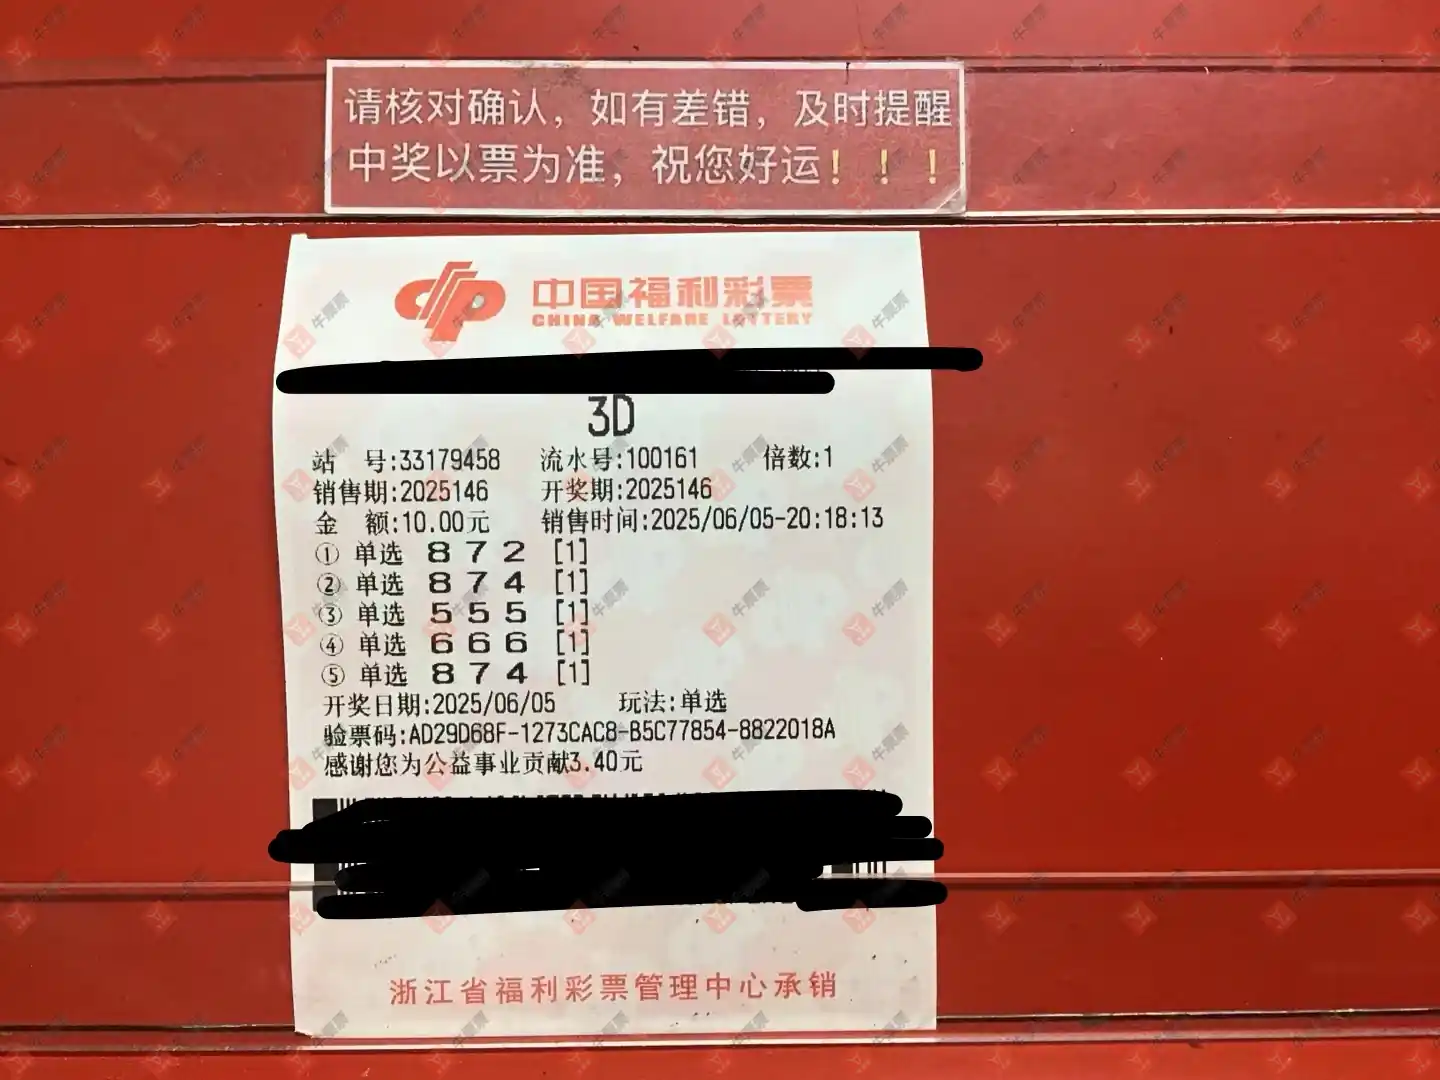 请核对确认，如有差错，及时提醒
中奖以票为准，祝您好运！！！
中国福利彩票
CHINA WELFARE LOTTERY
3D
站 号:33179458 流水号:100161 倍数:1
销售期:2025146 开奖期:2025146
金 额:10.00元 销售时间:2025/06/05-20:18:13
① 单选 8 7 2 [1]
② 单选 8 7 4 [1]
③ 单选 5 5 5 [1]
④ 单选 6 6 6 [1]
⑤ 单选 8 7 4 [1]
开奖日期:2025/06/05 玩法:单选
验票码:AD29D68F-1273CAC8-B5C77854-8822018A
感谢您为公益事业贡献3.40元
浙江省福利彩票管理中心承销
牛票票